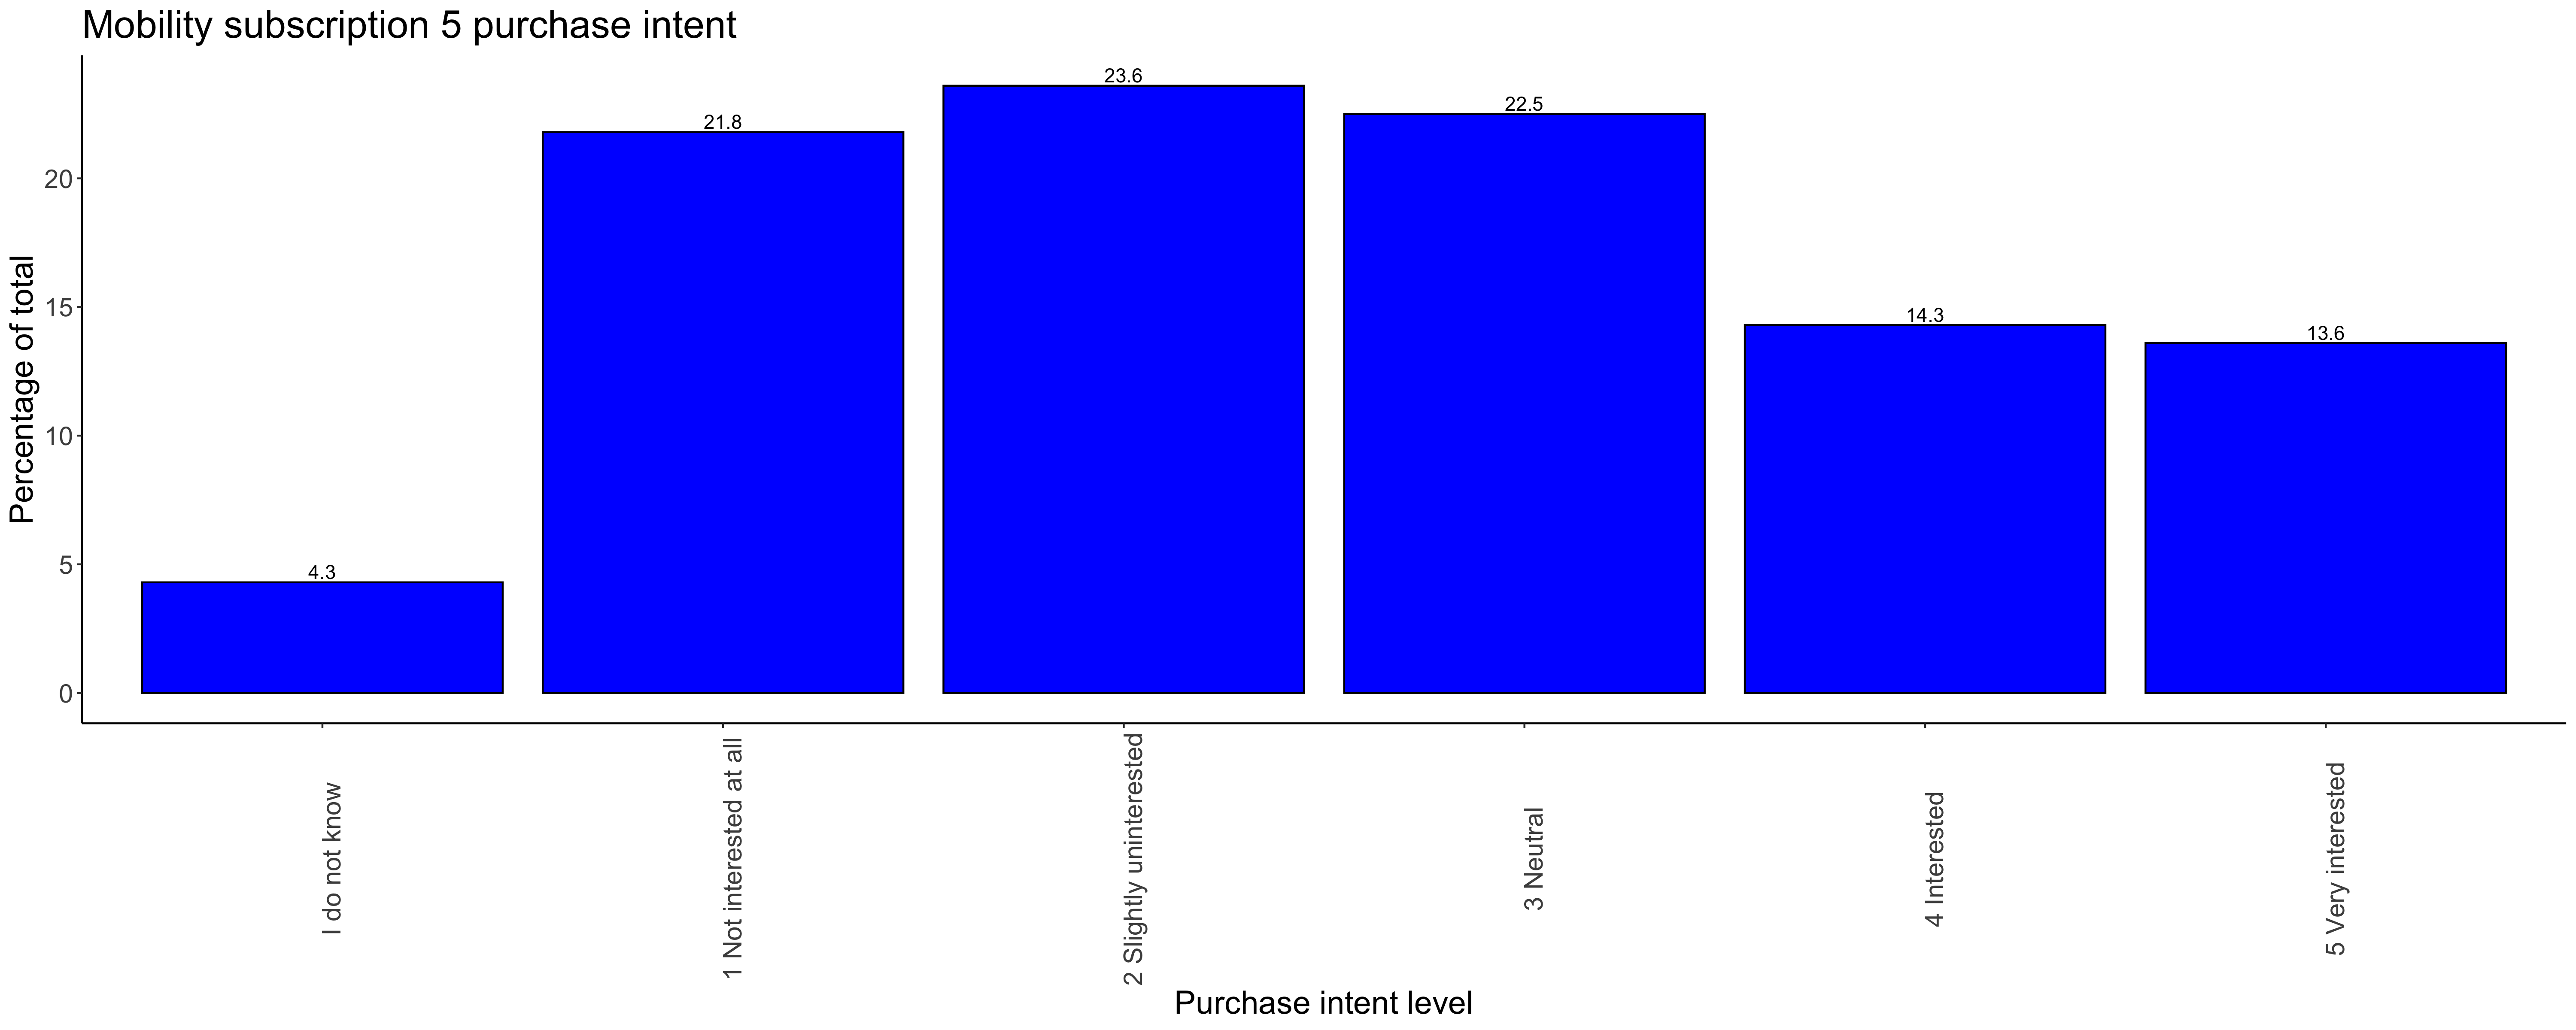 Mobility subscription 5 purchase intent
Percentage of total
20
15
10
5
0
4.3
21.8
23.6
22.5
14.3
13.6
I do not know
1 Not interested at all
2 Slightly uninterested
3 Neutral
4 Interested
5 Very interested
Purchase intent level